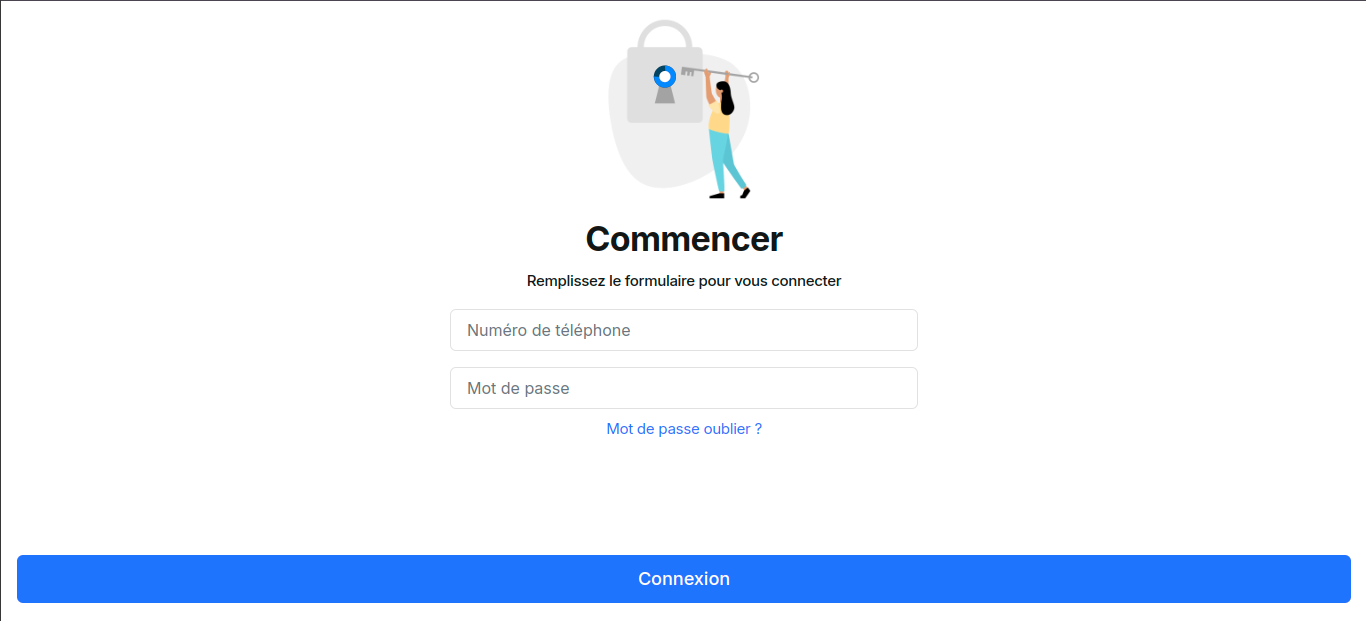 Commencer
Remplissez le formulaire pour vous connecter
Numéro de téléphone
Mot de passe
Mot de passe oublier ?
Connexion